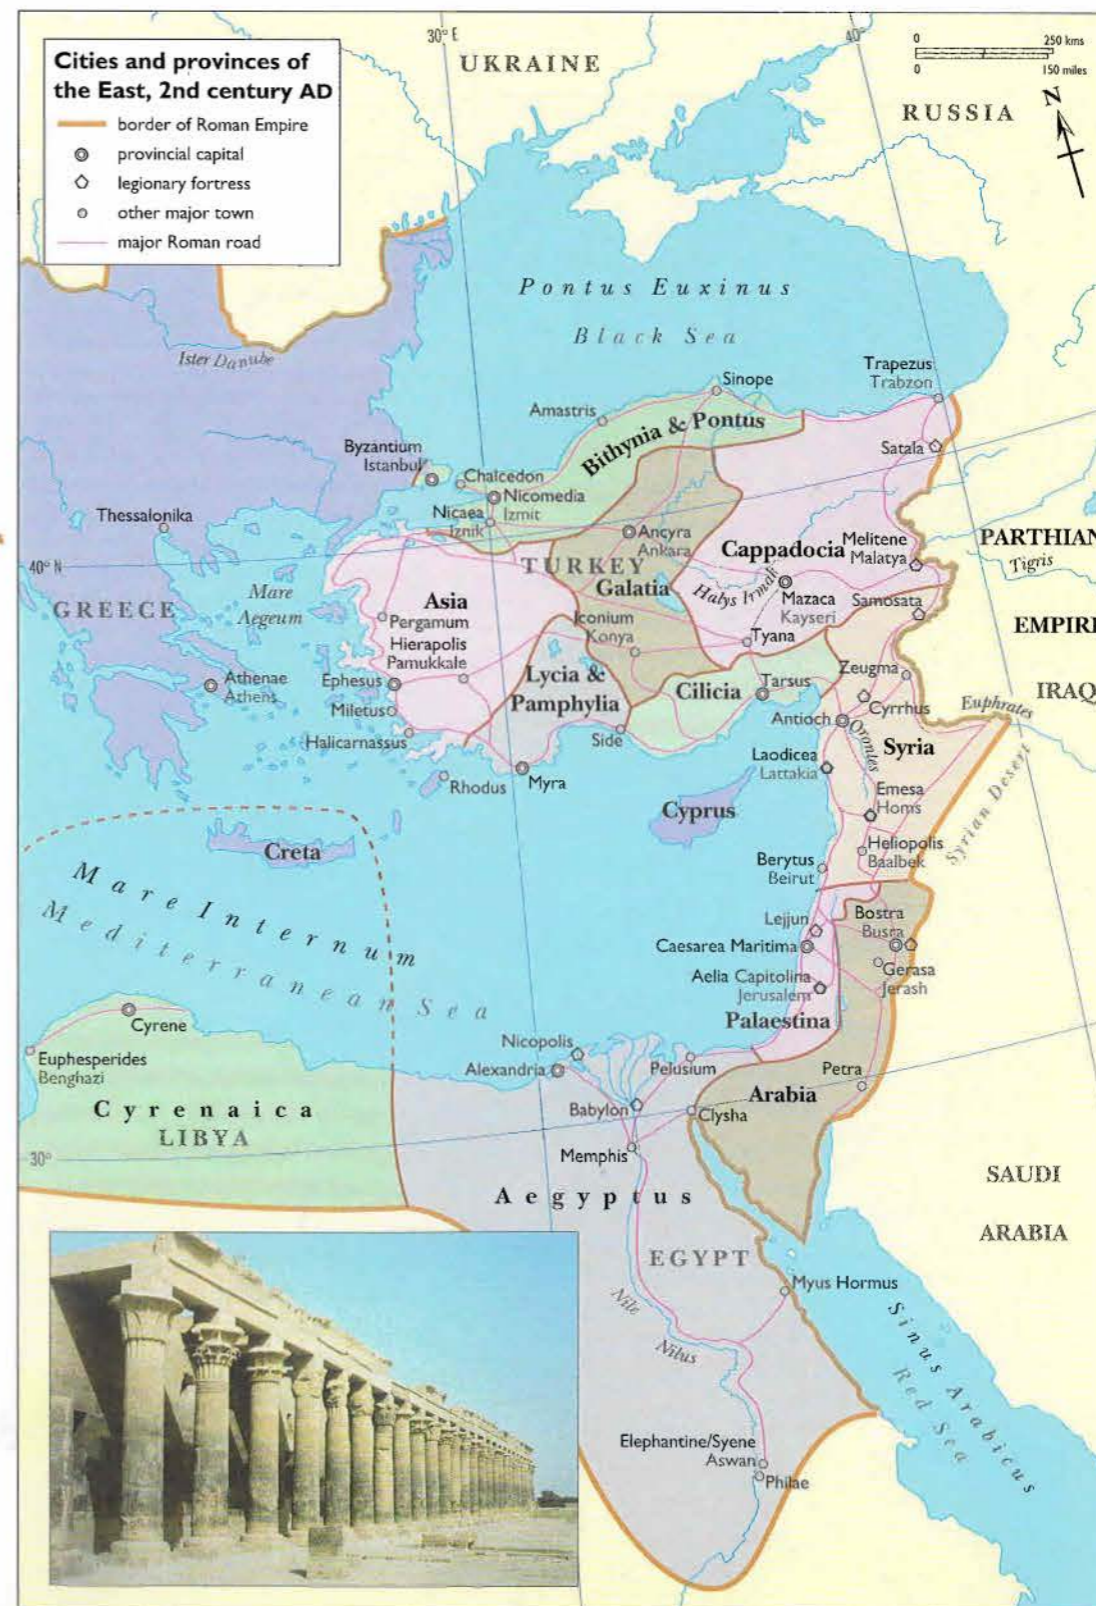 Cities and provinces of
the East, 2nd century AD
border of Roman Empire
provincial capital
legionary fortress
other major town
major Roman road
30° E
40°
UKRAINE
0 250 kms
0 150 miles
RUSSIA
N
Pontus Euxinus
Black Sea
Ister Danube
Trapezus
Trabzon
Sinope
Amastris
Bithynia & Pontus
Satala
Byzantium
Istanbul
Chalcedon
Nicomedia
Izmit
Nicaea
Iznik
Thessalonika
Ancyra
Ankara
TURKEY
Galatia
Cappadocia
Halys Irmak
Melitene
Malatya
PARTHIAN
Tigris
40° N
GREECE
Mare
Aegeum
Asia
Pergamum
Hierapolis
Pamukkale
Iconium
Konya
Mazaca
Kayseri
Samosata
EMPIRE
Tyana
Athenae
Athens
Ephesus
Miletus
Lycia &
Pamphylia
Cilicia
Tarsus
Zeugma
Cyrrhus
IRAQ
Euphrates
Antioch
Orontes
Syria
Halicarnassus
Side
Rhodus
Myra
Laodicea
Lattakia
Syrian Desert
Cyprus
Emesa
Homs
Creta
Heliopolis
Baalbek
Berytus
Beirut
Mare Internum
Mediterranean Sea
Lejjun
Bostra
Busra
Caesarea Maritima
Gerasa
Jerash
Aelia Capitolina
Jerusalem
Palaestina
Cyrene
Euphesperides
Benghazi
Nicopolis
Alexandria
Pelusium
Petra
Cyrenaica
LIBYA
Babylon
Clysha
Arabia
30°
Memphis
Aegyptus
SAUDI
ARABIA
EGYPT
Myus Hormus
Nile
Nilus
Sinus Arabicus
Red Sea
Elephantine/Syene
Aswan
Philae